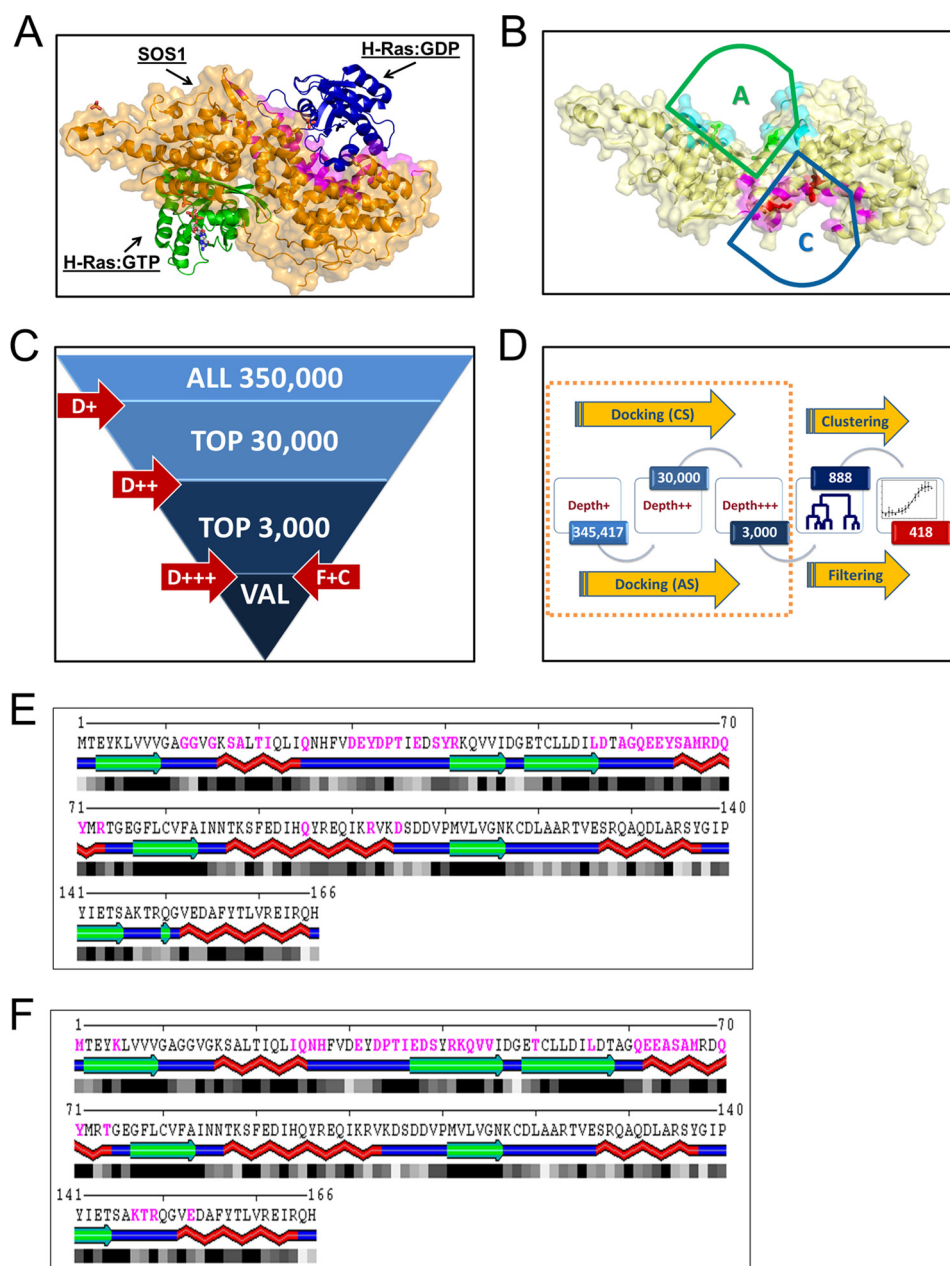 A
SOS1
H-Ras:GDP
H-Ras:GTP
B
A
C
C
ALL 350,000
D+
TOP 30,000
D++
TOP 3,000
D+++
F+C
VAL
D
Docking (CS)
Clustering
30,000
888
Depth+
Depth++
Depth+++
345,417
3,000
418
Docking (AS)
Filtering
E
1 70
MTEYKLVVVGAGGVGKSALTIQLIQNHFVDEYDPTIEDSYRKQVVIDGETCLLDILDTAGQEEYSAMRDQ
71 140
YMRTGEGFLCVFAINNTKSFEDIHQYREQIKRVKDSDDVPMVLVGNKCDLAARTVESRQAQDLARSYGIP
141 166
YIETSAKTRQGVEDAFYTLVREIRQH
F
1 70
MTEYKLVVVGAGGVGKSALTIQLIQNHFVDEYDPTIEDSYRKQVVIDGETCLLDILDTAGQEEASAMRDQ
71 140
YMRTGEGFLCVFAINNTKSFEDIHQYREQIKRVKDSDDVPMVLVGNKCDLAARTVESRQAQDLARSYGIP
141 166
YIETSAKTRQGVEDAFYTLVREIRQH